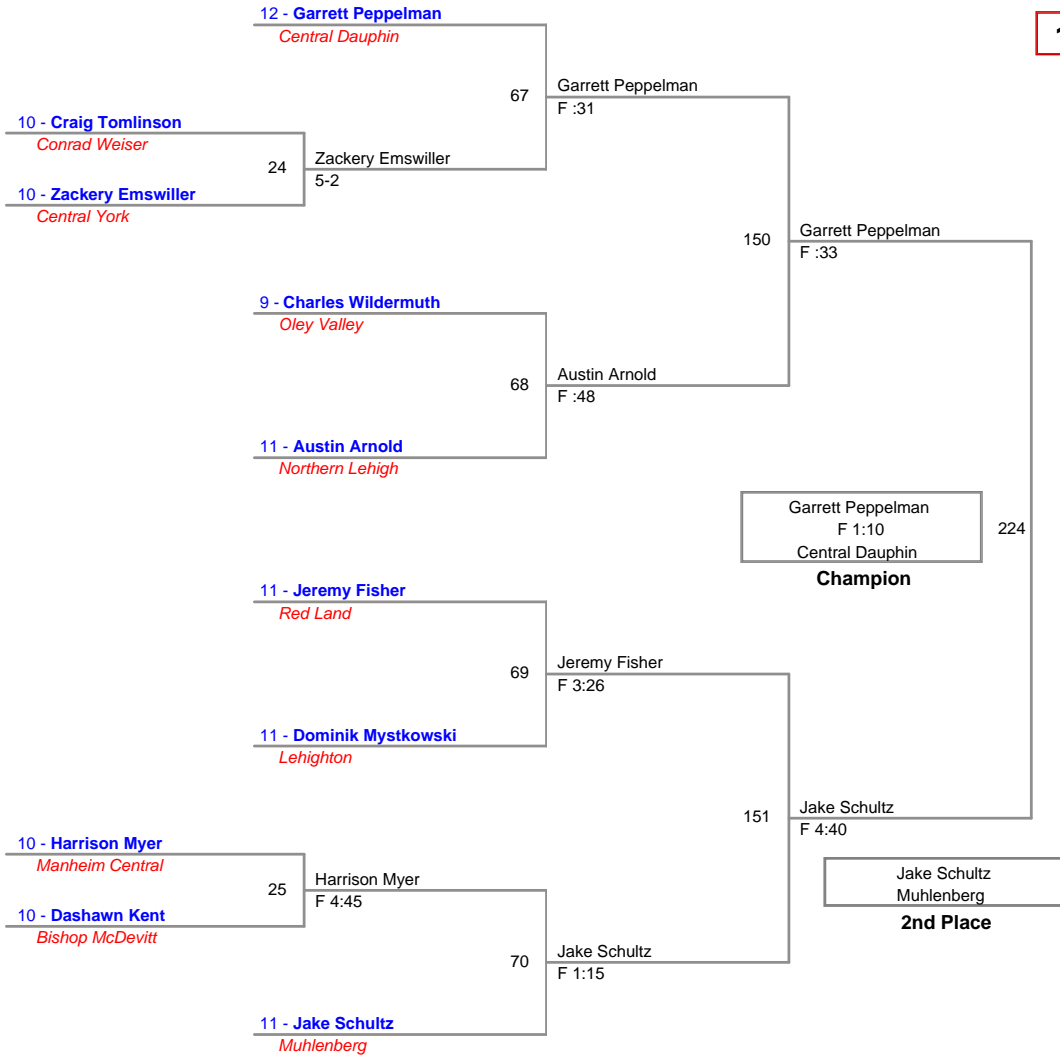 12 - Garrett Peppelman
Central Dauphin
67
Garrett Peppelman
F :31
10 - Craig Tomlinson
Conrad Weiser
24
Zackery Emswiller
5-2
10 - Zackery Emswiller
Central York
150
Garrett Peppelman
F :33
9 - Charles Wildermuth
Oley Valley
68
Austin Arnold
F :48
11 - Austin Arnold
Northern Lehigh
Garrett Peppelman
F 1:10
Central Dauphin
Champion
224
11 - Jeremy Fisher
Red Land
69
Jeremy Fisher
F 3:26
11 - Dominik Mystkowski
Lehighton
151
Jake Schultz
F 4:40
10 - Harrison Myer
Manheim Central
25
Harrison Myer
F 4:45
10 - Dashawn Kent
Bishop McDevitt
Jake Schultz
Muhlenberg
2nd Place
70
Jake Schultz
F 1:15
11 - Jake Schultz
Muhlenberg